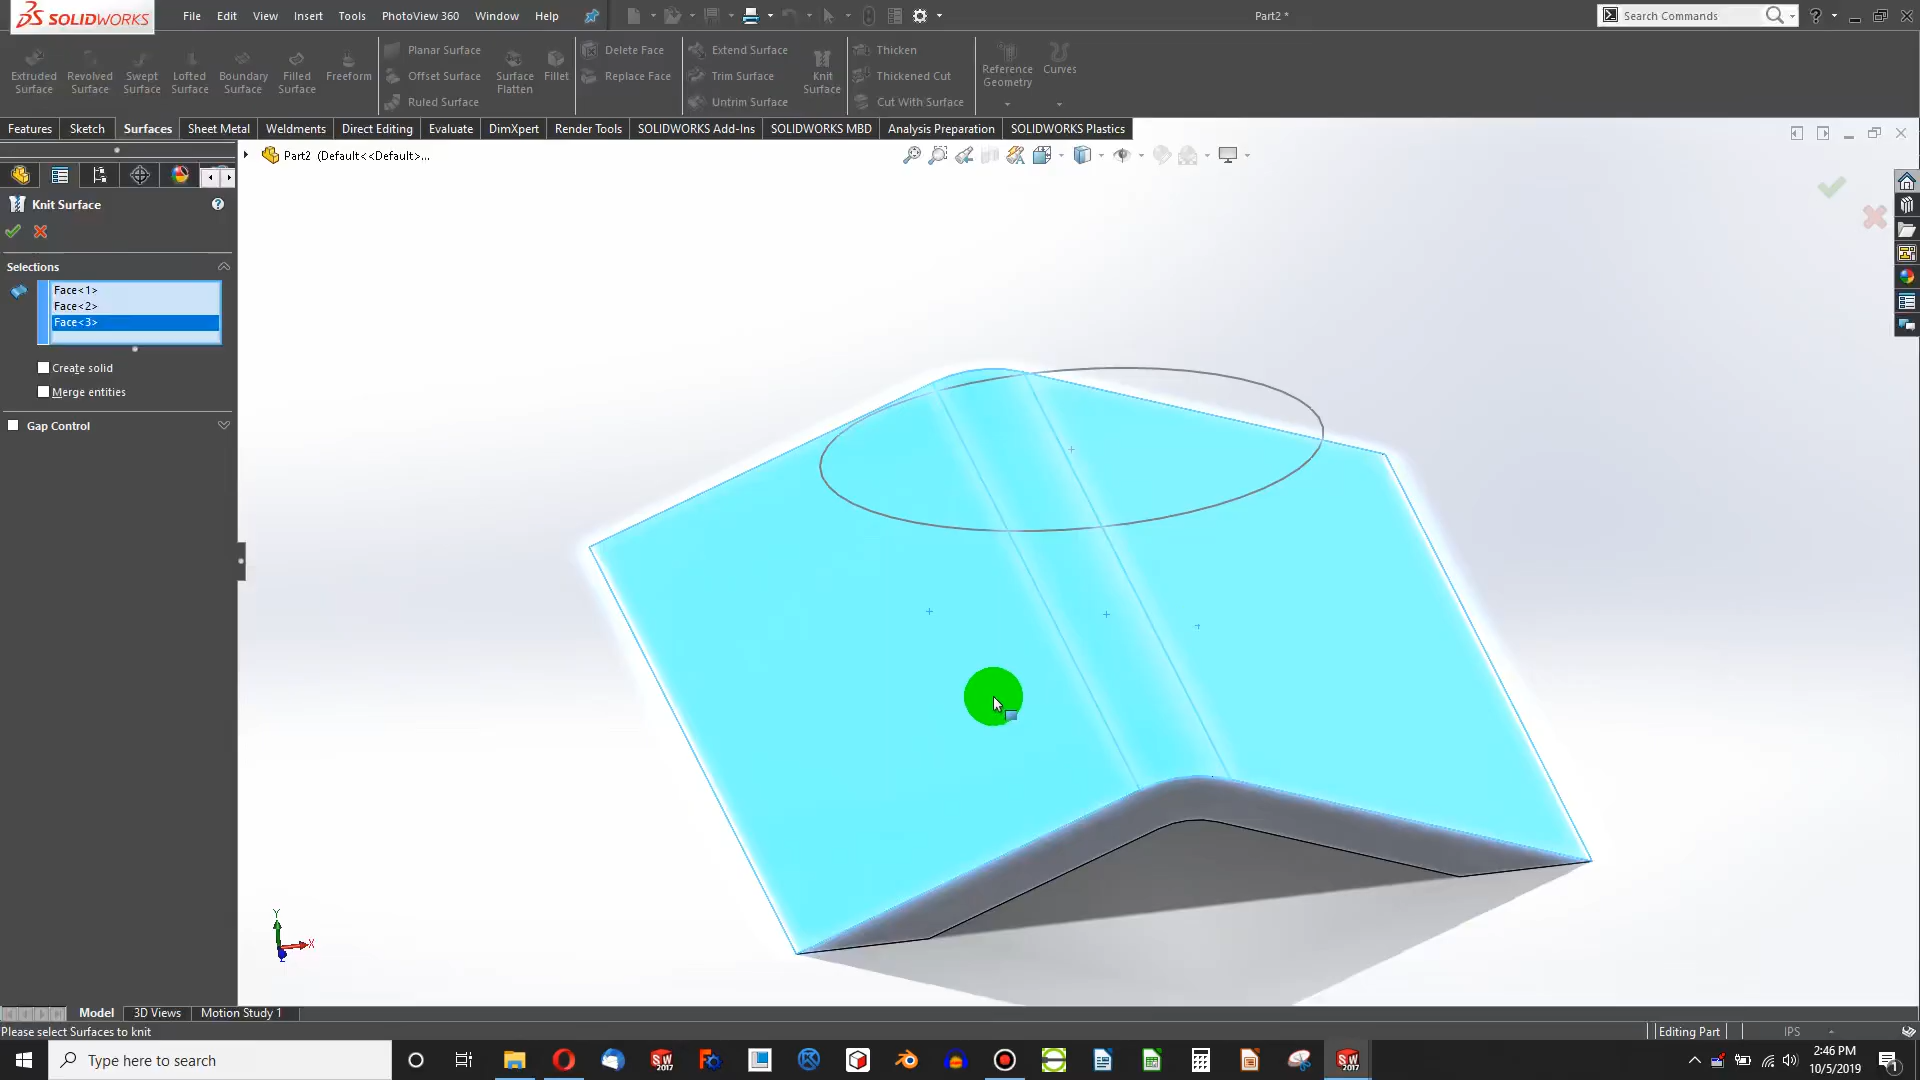 SOLIDWORKS
File Edit View Insert Tools PhotoView 360 Window Help
Part2 *
Search Commands
Extruded Surface
Revolved Surface
Swept Surface
Lofted Surface
Boundary Surface
Filled Surface
Freeform
Planar Surface
Offset Surface
Ruled Surface
Surface Flatten
Fillet
Delete Face
Replace Face
Extend Surface
Trim Surface
Untrim Surface
Knit Surface
Thicken
Thickened Cut
Cut With Surface
Reference Geometry
Curves
Features Sketch Surfaces Sheet Metal Weldments Direct Editing Evaluate DimXpert Render Tools SOLIDWORKS Add-Ins SOLIDWORKS MBD Analysis Preparation SOLIDWORKS Plastics
Part2 (Default<<Default>...
Knit Surface
Selections
Face<1>
Face<2>
Face<3>
Create solid
Merge entities
Gap Control
Y
X
Z
Model 3D Views Motion Study 1
Please select Surfaces to knit
Editing Part
IPS
Type here to search
SW 2017
SW 2017
2:46 PM
10/5/2019
1